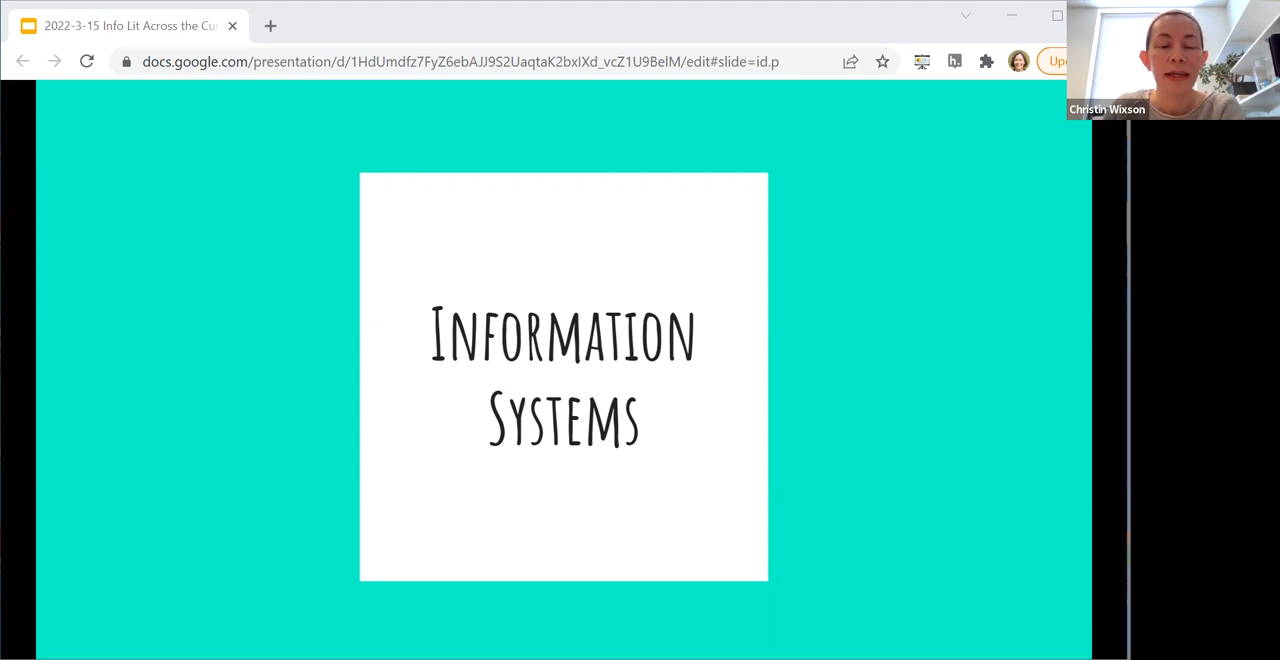 2022-3-15 Info Lit Across the Cu
docs.google.com/presentation/d/1HdUmdfz7FyZ6ebAJJ9S2UaqtaK2bxlXd_vcZ1U9BelM/edit#slide=id.p
Up
Christin Wixson
Information
Systems